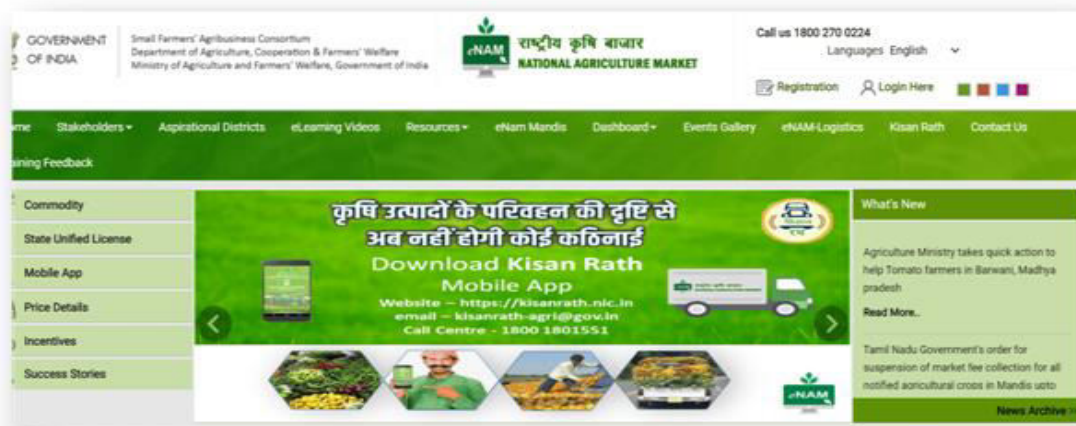 GOVERNMENT
OF INDIA
Small Farmers' Agribusiness Consortium
Department of Agriculture, Cooperation & Farmers' Welfare
Ministry of Agriculture and Farmers' Welfare, Government of India
eNAM
राष्ट्रीय कृषि बाजार
NATIONAL AGRICULTURE MARKET
Call us 1800 270 0224
Languages English
Registration Login Here
Stakeholders Aspirational Districts eLearning Videos Resources eNam Mandis Dashboard Events Gallery eNAM-Logistics Kisan Rath Contact Us
Feedback
Commodity
State Unified License
Mobile App
Price Details
Incentives
Success Stories
कृषि उत्पादों के परिवहन की दृष्टि से
अब नहीं होगी कोई कठिनाई
Download Kisan Rath
Mobile App
Website – https://kisanrath.nic.in
email – kisanrath-agri@gov.in
Call Centre - 1800 1801551
eNAM
What's New
Agriculture Ministry takes quick action to
help Tomato farmers in Barwani, Madhya
pradesh
Read More..
Tamil Nadu Government's order for
suspension of market fee collection for all
notified agricultural crops in Mandis upto
News Archive >>